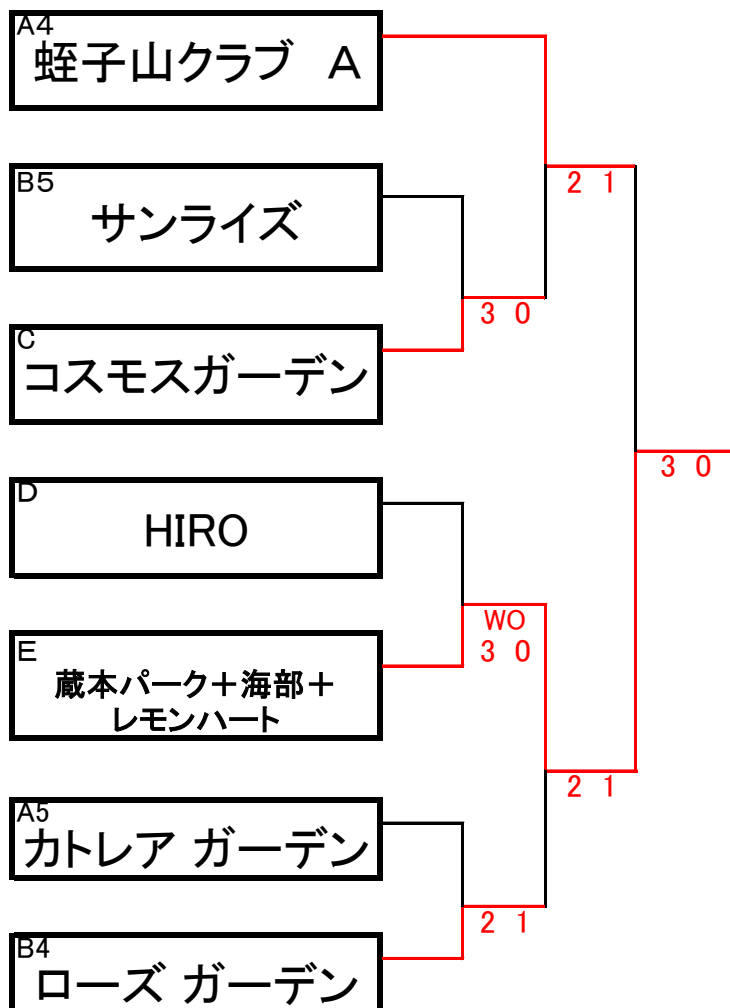 A4
蛭子山クラブ A
2 1
B5
サンライズ
3 0
C
コスモスガーデン
3 0
D
HIRO
WO
3 0
E
蔵本パーク＋海部＋
レモンハート
2 1
A5
カトレア ガーデン
2 1
B4
ローズ ガーデン